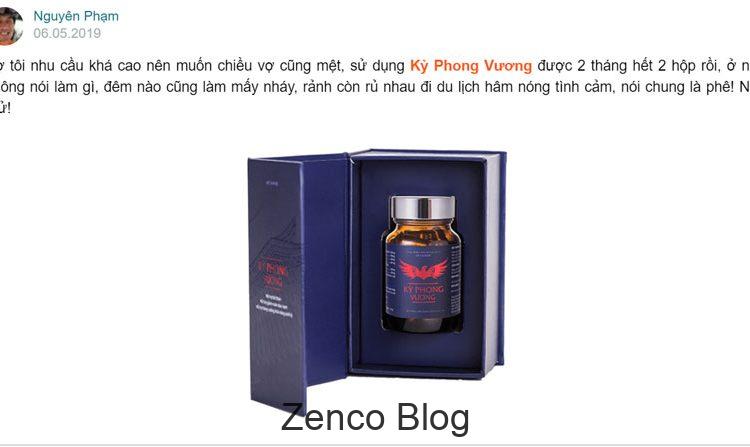 Nguyên Phạm
06.05.2019
tôi nhu cầu khá cao nên muốn chiều vợ cũng mệt, sử dụng Kỳ Phong Vương được 2 tháng hết 2 hộp rồi, ở
nói làm gì, đêm nào cũng làm mấy nháy, rảnh còn rủ nhau đi du lịch hâm nóng tình cảm, nói chung là phê!
KỲ PHONG
VƯƠNG
KỲ PHONG
VƯƠNG
Zenco Blog